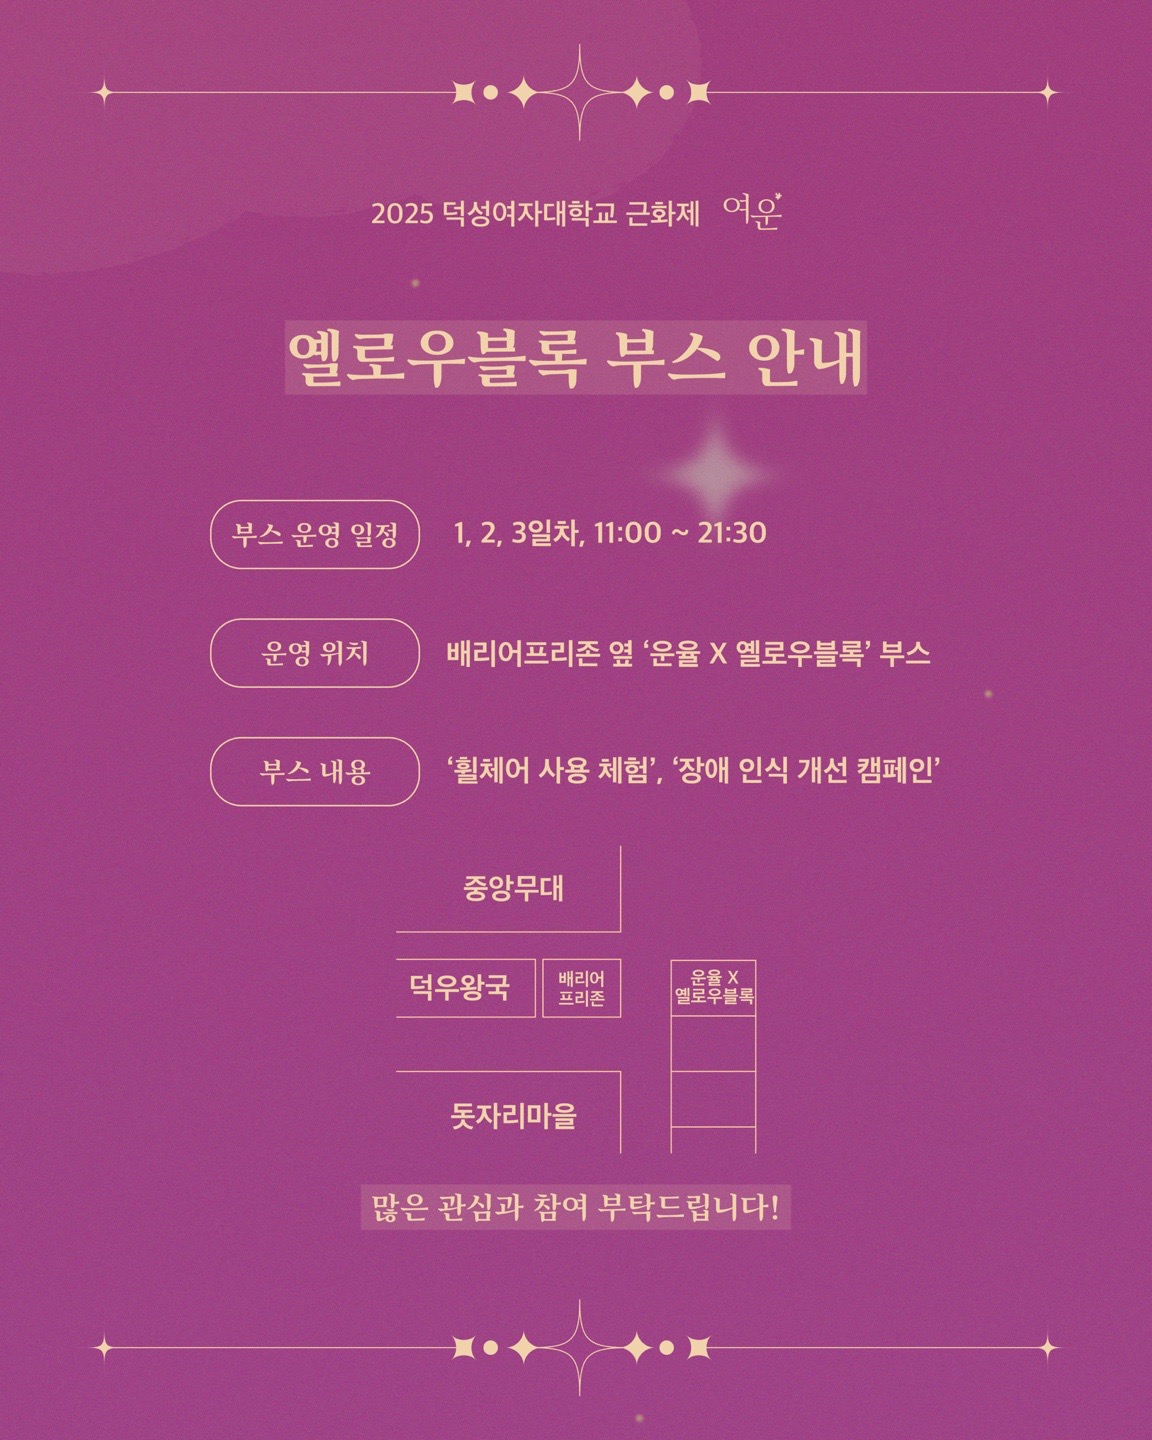 2025 덕성여자대학교 근화제 여운
옐로우블록 부스 안내
부스 운영 일정 1, 2, 3일차, 11:00 ~ 21:30
운영 위치 배리어프리존 옆 ‘운율 X 옐로우블록’ 부스
부스 내용 ‘휠체어 사용 체험’, ‘장애 인식 개선 캠페인’
중앙무대
덕우왕국
배리어
프리존
운율 X
옐로우블록
돗자리마을
많은 관심과 참여 부탁드립니다!